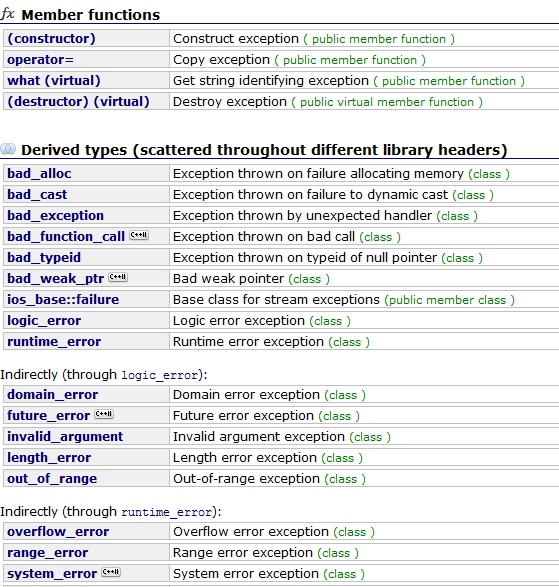 fx Member functions
(constructor) Construct exception ( public member function )
operator= Copy exception ( public member function )
what (virtual) Get string identifying exception ( public member function )
(destructor) (virtual) Destroy exception ( public virtual member function )
Derived types (scattered throughout different library headers)
bad_alloc Exception thrown on failure allocating memory (class )
bad_cast Exception thrown on failure to dynamic cast (class )
bad_exception Exception thrown by unexpected handler (class )
bad_function_call C++11 Exception thrown on bad call (class )
bad_typeid Exception thrown on typeid of null pointer (class )
bad_weak_ptr C++11 Bad weak pointer (class )
ios_base::failure Base class for stream exceptions (public member class )
logic_error Logic error exception (class )
runtime_error Runtime error exception (class )
Indirectly (through logic_error):
domain_error Domain error exception (class )
future_error C++11 Future error exception (class )
invalid_argument Invalid argument exception (class )
length_error Length error exception (class )
out_of_range Out-of-range exception (class )
Indirectly (through runtime_error):
overflow_error Overflow error exception (class )
range_error Range error exception (class )
system_error C++11 System error exception (class )